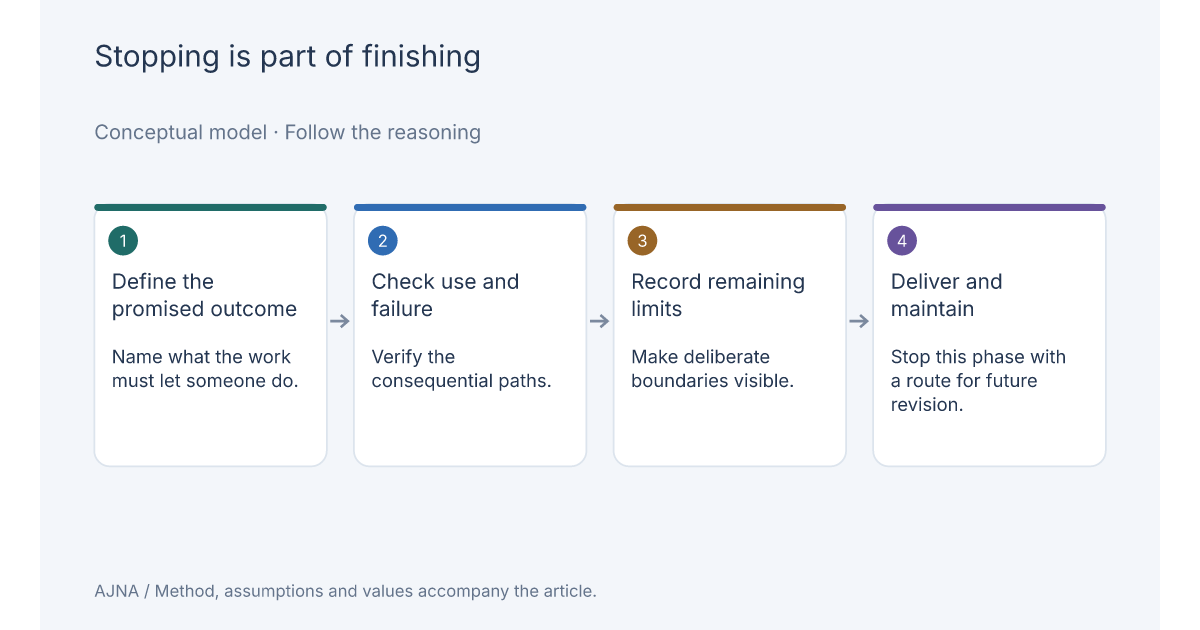 Stopping is part of finishing
Conceptual model · Follow the reasoning
1
Define the
promised outcome
Name what the work
must let someone do.
2
Check use and
failure
Verify the
consequential paths.
3
Record remaining
limits
Make deliberate
boundaries visible.
4
Deliver and
maintain
Stop this phase with
a route for future
revision.
AJNA / Method, assumptions and values accompany the article.